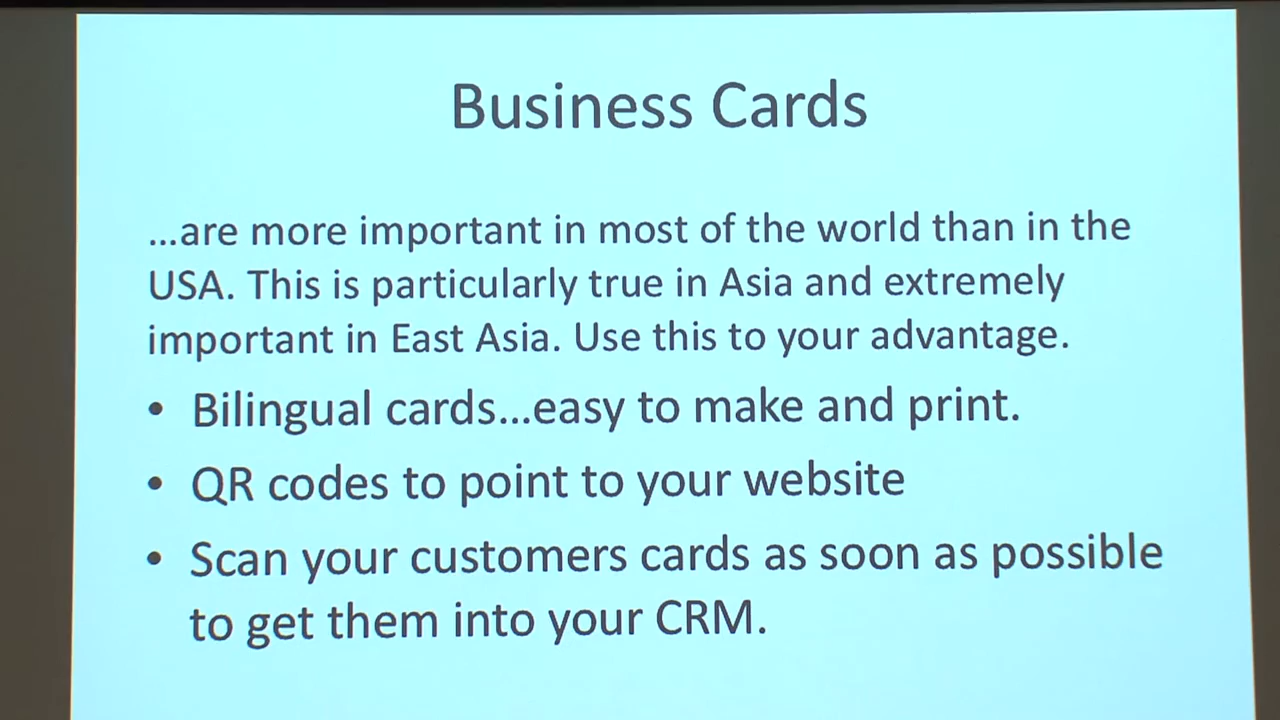 Business Cards
...are more important in most of the world than in the
USA. This is particularly true in Asia and extremely
important in East Asia. Use this to your advantage.
• Bilingual cards...easy to make and print.
• QR codes to point to your website
• Scan your customers cards as soon as possible
to get them into your CRM.